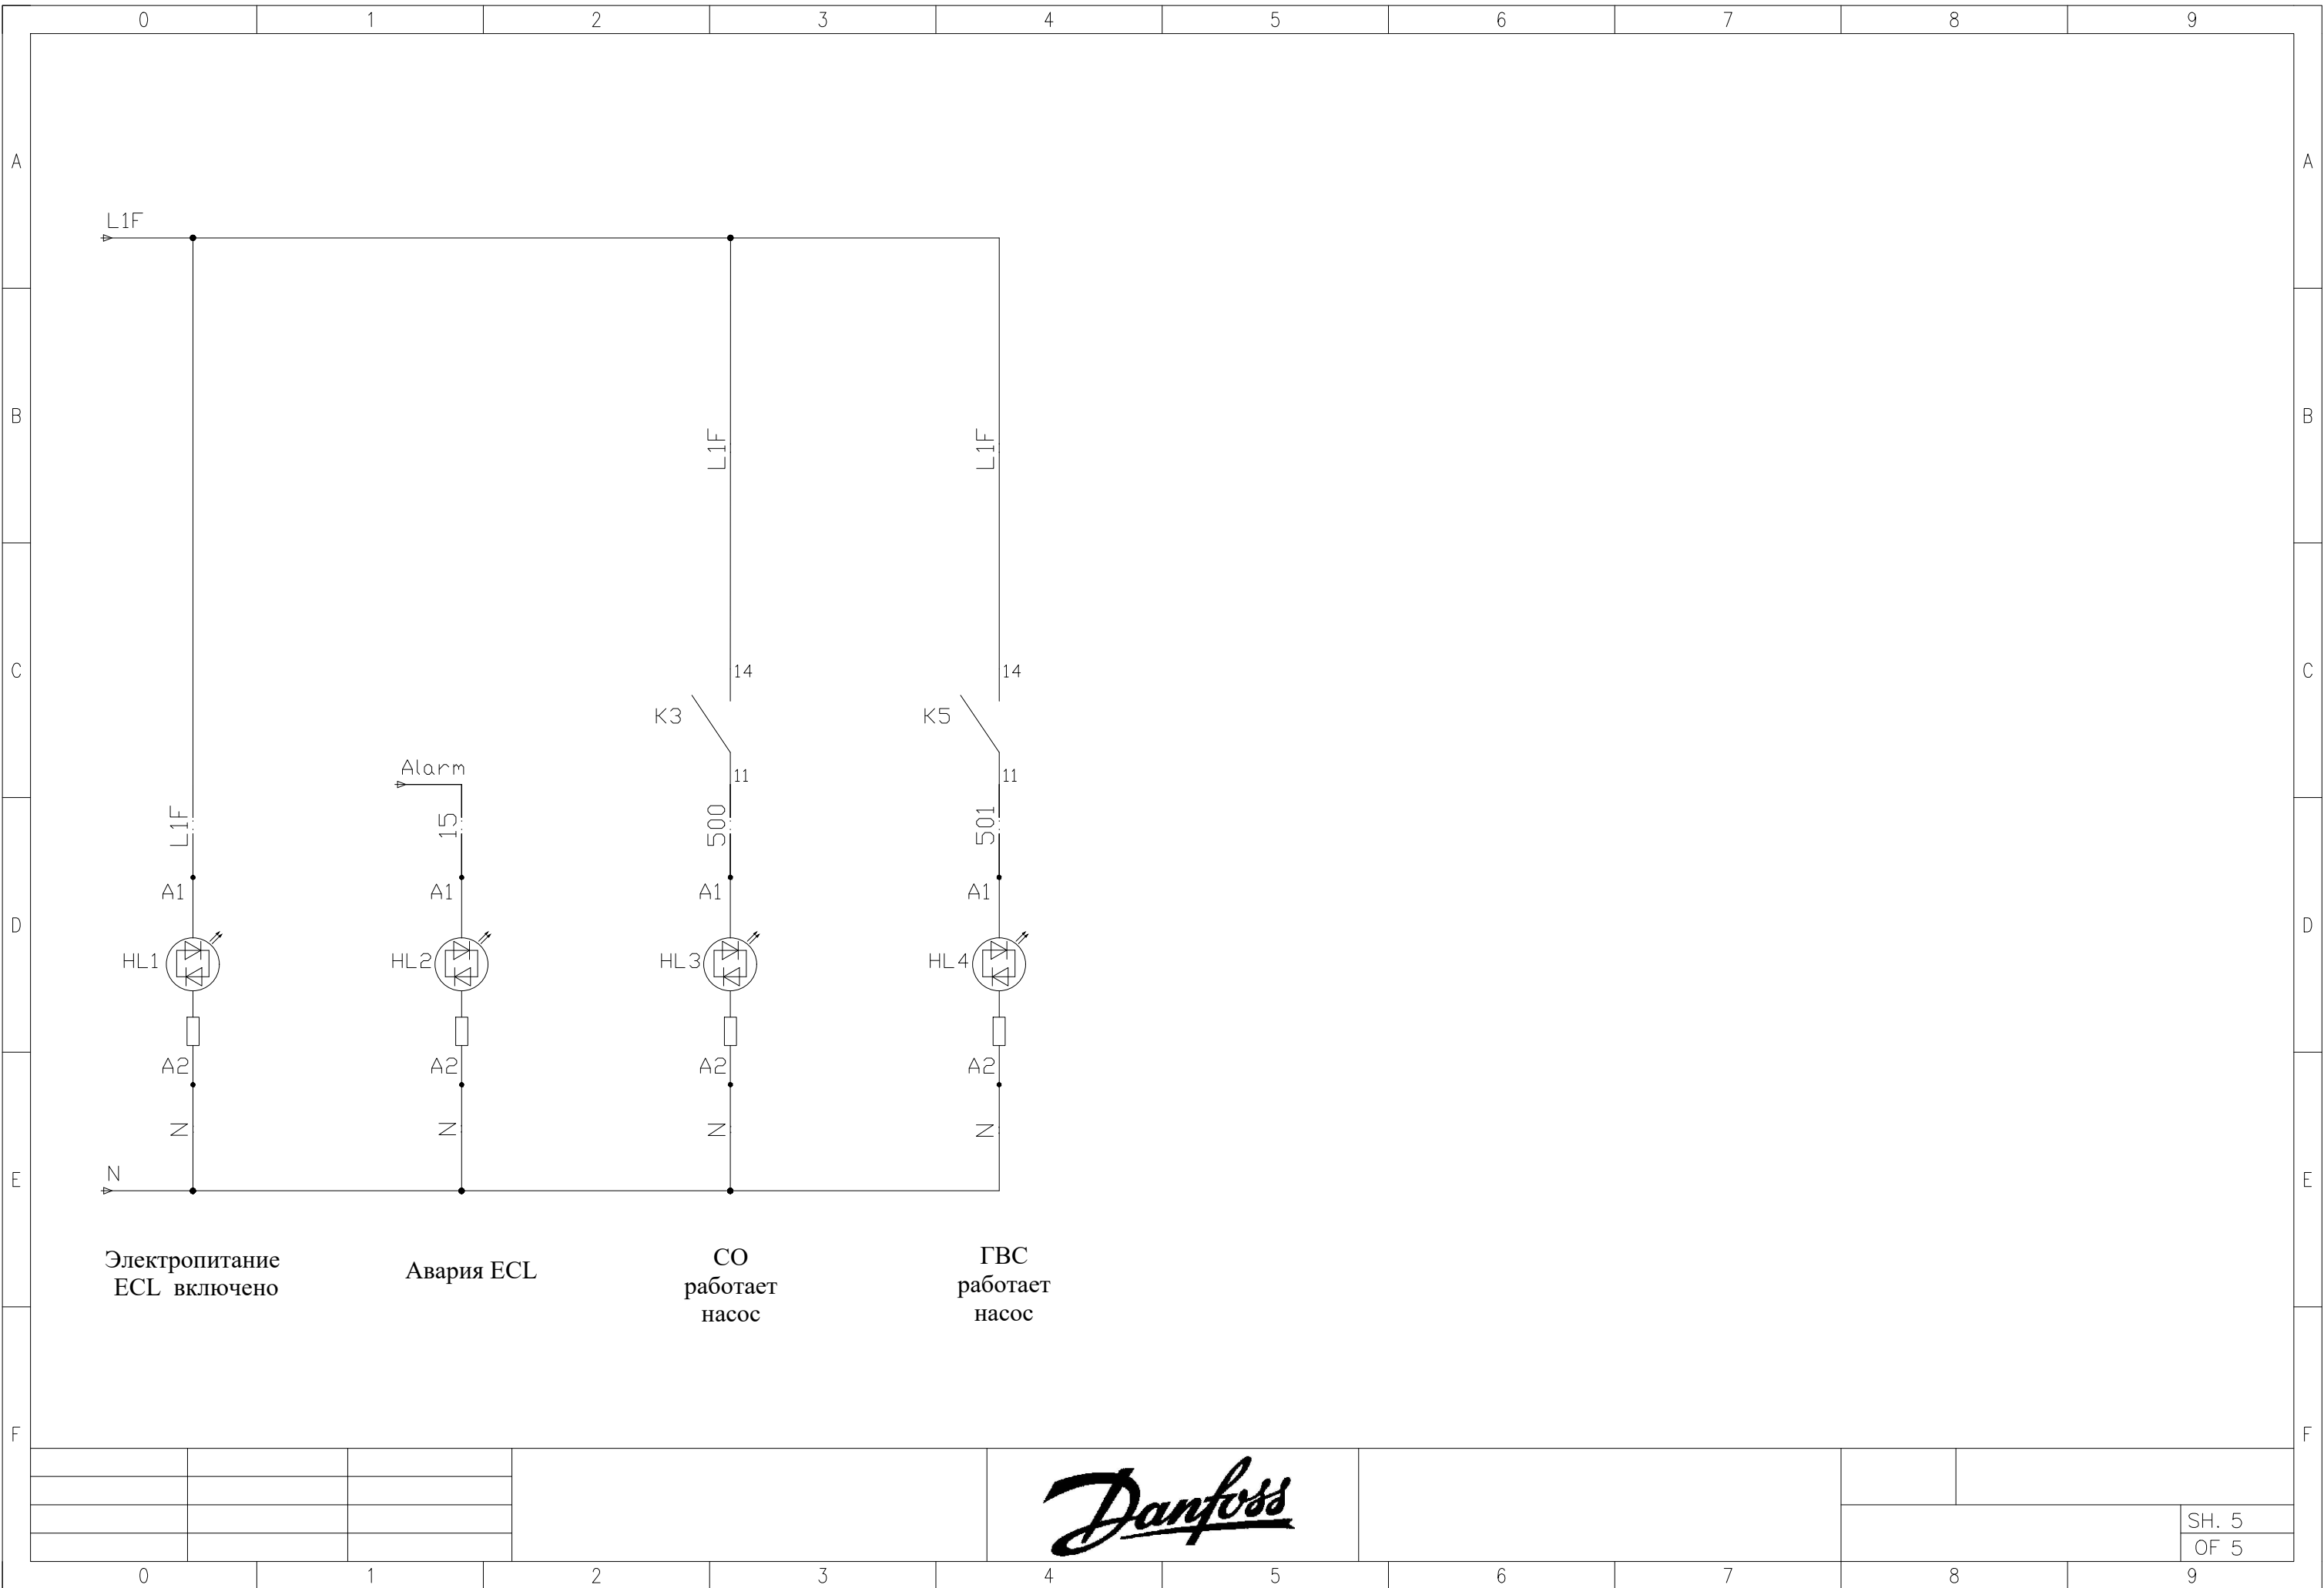 0 1 2 3 4 5 6 7 8 9
A A
L1F
B B
L1F L1F
C C
14 14
K3 K5
Alarm
11 11
L1F 15 500 501
A1 A1 A1 A1
D D
HL1 HL2 HL3 HL4
A2 A2 A2 A2
N N N N
N
E E
Электропитание
ECL включено
Авария ECL
СО
работает
насос
ГВС
работает
насос
F F
Danfoss
SH. 5
OF 5
0 1 2 3 4 5 6 7 8 9